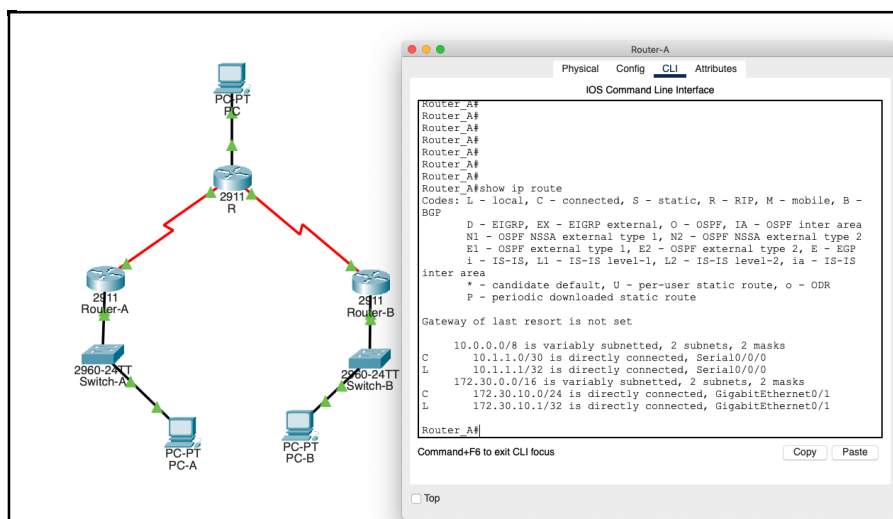 PC-PT
PC
2911
R
2911
Router-A
2911
Router-B
2960-24TT
Switch-A
2960-24TT
Switch-B
PC-PT
PC-A
PC-PT
PC-B
Router-A
Physical Config CLI Attributes
IOS Command Line Interface
Router_A#
Router_A#
Router_A#
Router_A#
Router_A#
Router_A#
Router_A#
Router_A#show ip route
Codes: L - local, C - connected, S - static, R - RIP, M - mobile, B -
BGP
D - EIGRP, EX - EIGRP external, O - OSPF, IA - OSPF inter area
N1 - OSPF NSSA external type 1, N2 - OSPF NSSA external type 2
E1 - OSPF external type 1, E2 - OSPF external type 2, E - EGP
i - IS-IS, L1 - IS-IS level-1, L2 - IS-IS level-2, ia - IS-IS
inter area
* - candidate default, U - per-user static route, o - ODR
P - periodic downloaded static route
Gateway of last resort is not set
10.0.0.0/8 is variably subnetted, 2 subnets, 2 masks
C 10.1.1.0/30 is directly connected, Serial0/0/0
L 10.1.1.1/32 is directly connected, Serial0/0/0
172.30.0.0/16 is variably subnetted, 2 subnets, 2 masks
C 172.30.10.0/24 is directly connected, GigabitEthernet0/1
L 172.30.10.1/32 is directly connected, GigabitEthernet0/1
Router_A#
Command+F6 to exit CLI focus
Copy Paste
Top